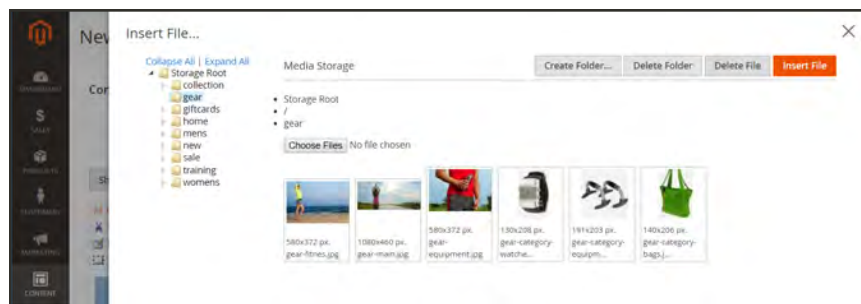 New
Insert File...
Collapse All | Expand All
Storage Root
collection
gear
giftcards
home
mens
new
sale
training
womens
Media Storage
Create Folder...
Delete Folder
Delete File
Insert File
Storage Root
/
gear
Choose Files No file chosen
580x372 px.
gear-fitnes.jpg
1080x460 px.
gear-main.jpg
580x372 px.
gear-
equipment.jpg
130x206 px.
gear-category-
watche...
191x203 px.
gear-category-
equipm...
140x206 px.
gear-category-
bags.j...
DASHBOARD
SALES
PRODUCTS
CUSTOMERS
MARKETING
CONTENT